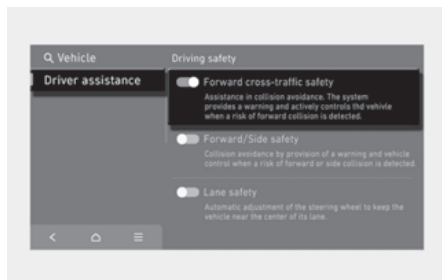 Vehicle
Driving safety
Driver assistance
Forward cross-traffic safety
Assistance in collision avoidance. The system
provides a warning and actively controls thd vehivle
when a risk of forward collision is detected.
Forward/Side safety
Collision avoidance by provision of a warning and vehicle
control when a risk of forward or side collision is detected.
Lane safety
Automatic adjustment of the steering wheel to keep the
vehicle near the center of its lane.